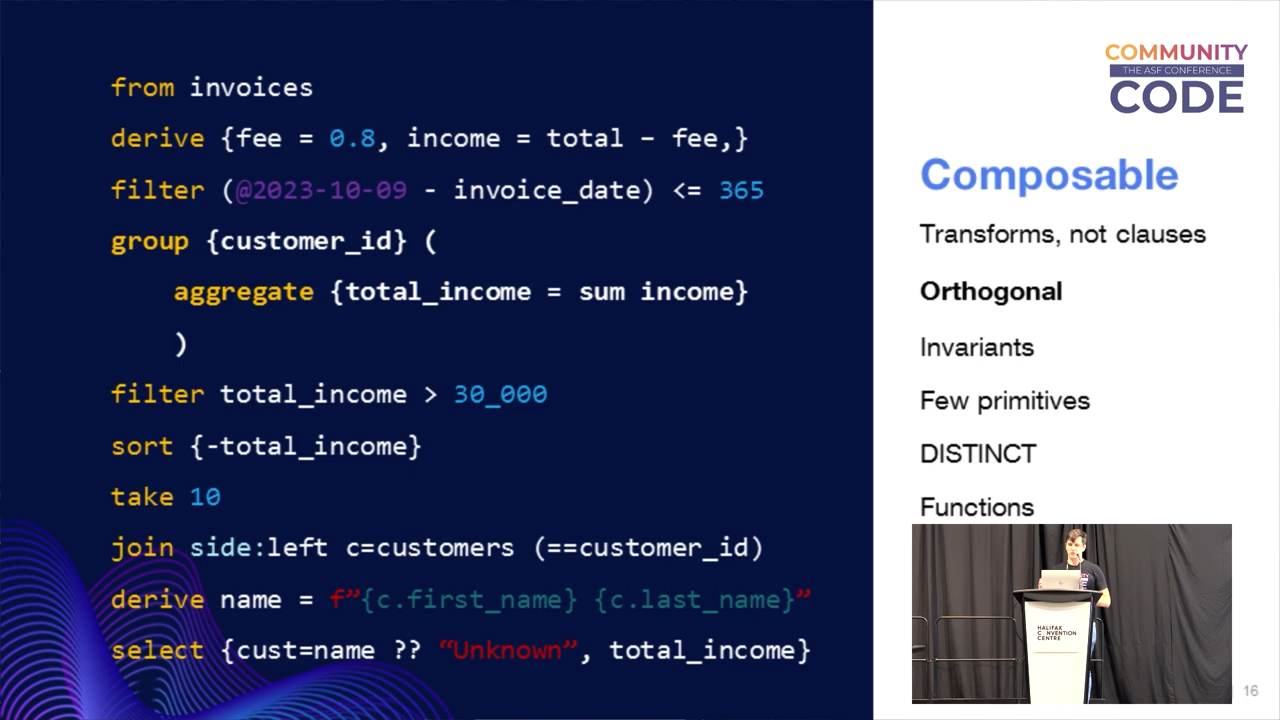 from invoices
derive {fee = 0.8, income = total – fee,}
filter (@2023-10-09 - invoice_date) <= 365
group {customer_id} (
aggregate {total_income = sum income}
)
filter total_income > 30_000
sort {-total_income}
take 10
join side:left c=customers (==customer_id)
derive name = f”{c.first_name} {c.last_name}”
select {cust=name ?? “Unknown”, total_income}
COMMUNITY
THE ASF CONFERENCE
CODE
Composable
Transforms, not clauses
Orthogonal
Invariants
Few primitives
DISTINCT
Functions
HALIFAX
CONVENTION
CENTRE
16